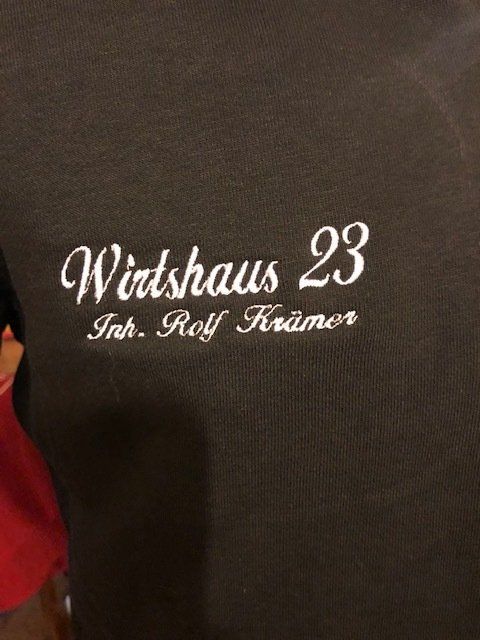 Wirtshaus 23
Inh. Rolf Krämer